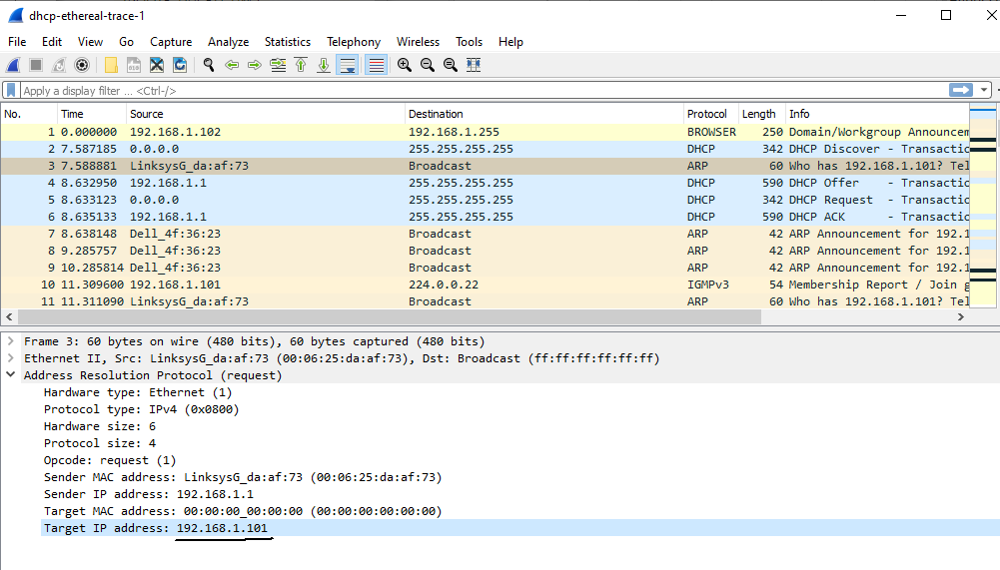 dhcp-ethereal-trace-1
File Edit View Go Capture Analyze Statistics Telephony Wireless Tools Help
Apply a display filter ... <Ctrl-/>
No. Time Source Destination Protocol Length Info
1 0.000000 192.168.1.102 192.168.1.255 BROWSER 250 Domain/Workgroup Announcem
2 7.587185 0.0.0.0 255.255.255.255 DHCP 342 DHCP Discover - Transactic
3 7.588881 LinksysG_da:af:73 Broadcast ARP 60 Who has 192.168.1.101? Tel
4 8.632950 192.168.1.1 255.255.255.255 DHCP 590 DHCP Offer - Transactic
5 8.633123 0.0.0.0 255.255.255.255 DHCP 342 DHCP Request - Transactic
6 8.635133 192.168.1.1 255.255.255.255 DHCP 590 DHCP ACK - Transactic
7 8.638148 Dell_4f:36:23 Broadcast ARP 42 ARP Announcement for 192.1
8 9.285757 Dell_4f:36:23 Broadcast ARP 42 ARP Announcement for 192.1
9 10.285814 Dell_4f:36:23 Broadcast ARP 42 ARP Announcement for 192.1
10 11.309600 192.168.1.101 224.0.0.22 IGMPv3 54 Membership Report / Join g
11 11.311090 LinksysG_da:af:73 Broadcast ARP 60 Who has 192.168.1.101? Tel
Frame 3: 60 bytes on wire (480 bits), 60 bytes captured (480 bits)
Ethernet II, Src: LinksysG_da:af:73 (00:06:25:da:af:73), Dst: Broadcast (ff:ff:ff:ff:ff:ff)
Address Resolution Protocol (request)
Hardware type: Ethernet (1)
Protocol type: IPv4 (0x0800)
Hardware size: 6
Protocol size: 4
Opcode: request (1)
Sender MAC address: LinksysG_da:af:73 (00:06:25:da:af:73)
Sender IP address: 192.168.1.1
Target MAC address: 00:00:00_00:00:00 (00:00:00:00:00:00)
Target IP address: 192.168.1.101